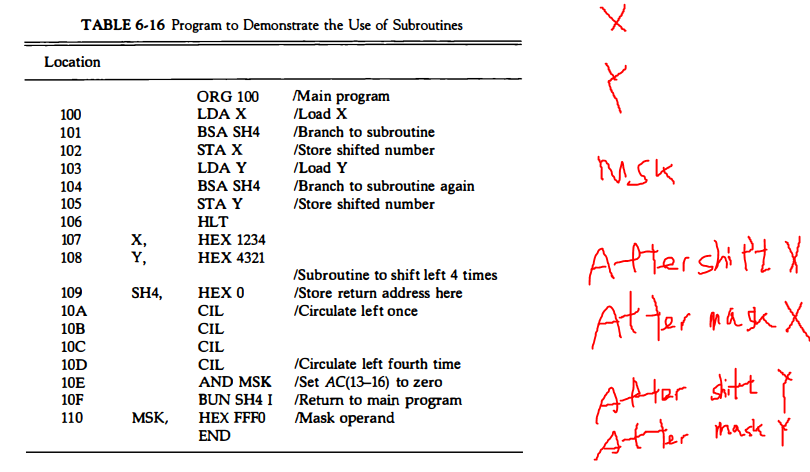 TABLE 6-16 Program to Demonstrate the Use of Subroutines
Location
ORG 100 /Main program
100 LDA X /Load X
101 BSA SH4 /Branch to subroutine
102 STA X /Store shifted number
103 LDA Y /Load Y
104 BSA SH4 /Branch to subroutine again
105 STA Y /Store shifted number
106 HLT
107 X, HEX 1234
108 Y, HEX 4321
/Subroutine to shift left 4 times
109 SH4, HEX 0 /Store return address here
10A CIL /Circulate left once
10B CIL
10C CIL
10D CIL /Circulate left fourth time
10E AND MSK /Set AC(13–16) to zero
10F BUN SH4 I /Return to main program
110 MSK, HEX FFF0 /Mask operand
END
X
Y
MSK
After shift X
After mask X
After shift Y
After mask Y